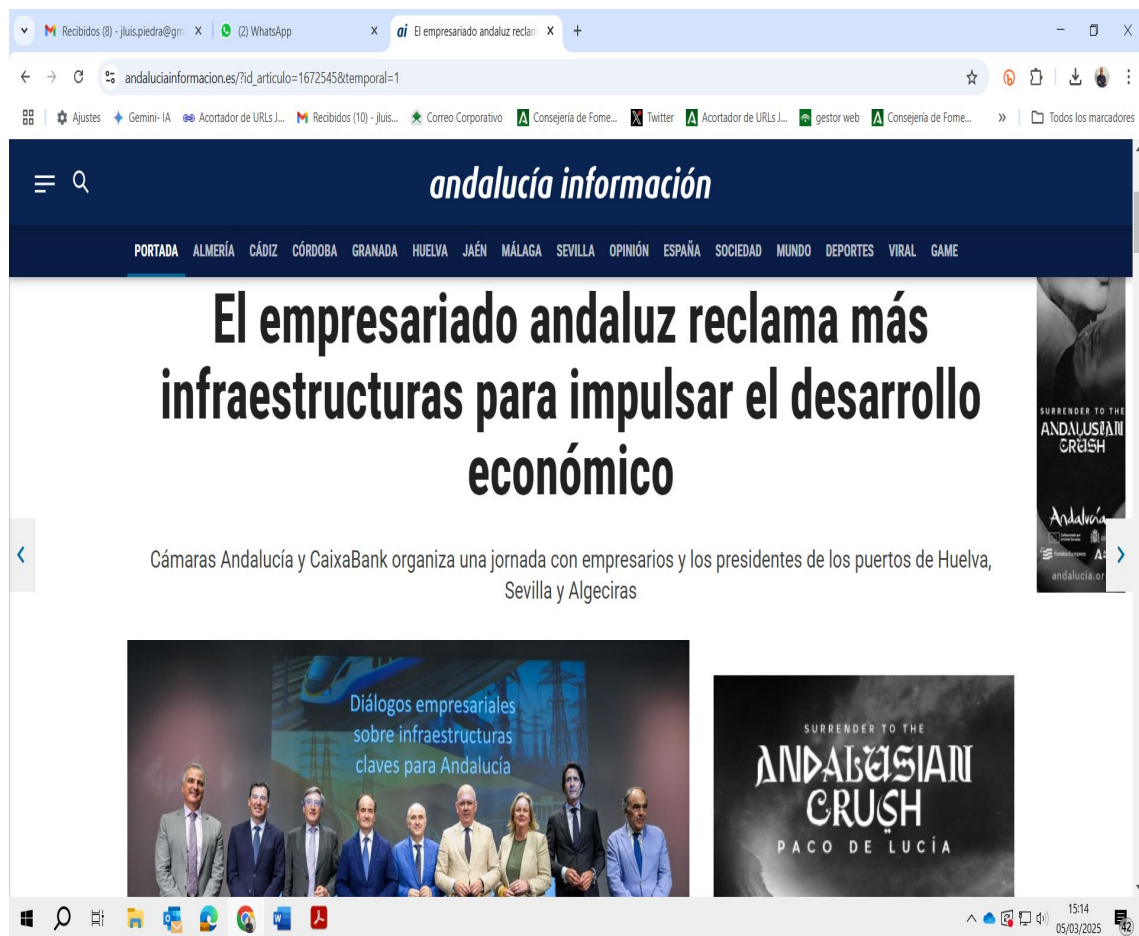 Recibidos (8) - jluis.piedra@gm
(2) WhatsApp
ai El empresariado andaluz reclam
andaluciainformacion.es/?id_articulo=1672545&temporal=1
Ajustes Gemini- IA Acortador de URLs J... Recibidos (10) - jluis... Correo Corporativo Consejería de Fome... Twitter Acortador de URLs J... gestor web Consejería de Fome... » Todos los marcadores
andalucía información
PORTADA ALMERÍA CÁDIZ CÓRDOBA GRANADA HUELVA JAÉN MÁLAGA SEVILLA OPINIÓN ESPAÑA SOCIEDAD MUNDO DEPORTES VIRAL GAME
El empresariado andaluz reclama más
infraestructuras para impulsar el desarrollo
económico
Cámaras Andalucía y CaixaBank organiza una jornada con empresarios y los presidentes de los puertos de Huelva,
Sevilla y Algeciras
SURRENDER TO THE
ANDALUSIAN
CRUSH
Andalucía
andalucia.or
Diálogos empresariales
sobre infraestructuras
claves para Andalucía
SURRENDER TO THE
ANDALUSIAN
CRUSH
PACO DE LUCÍA
15:14
05/03/2025
42